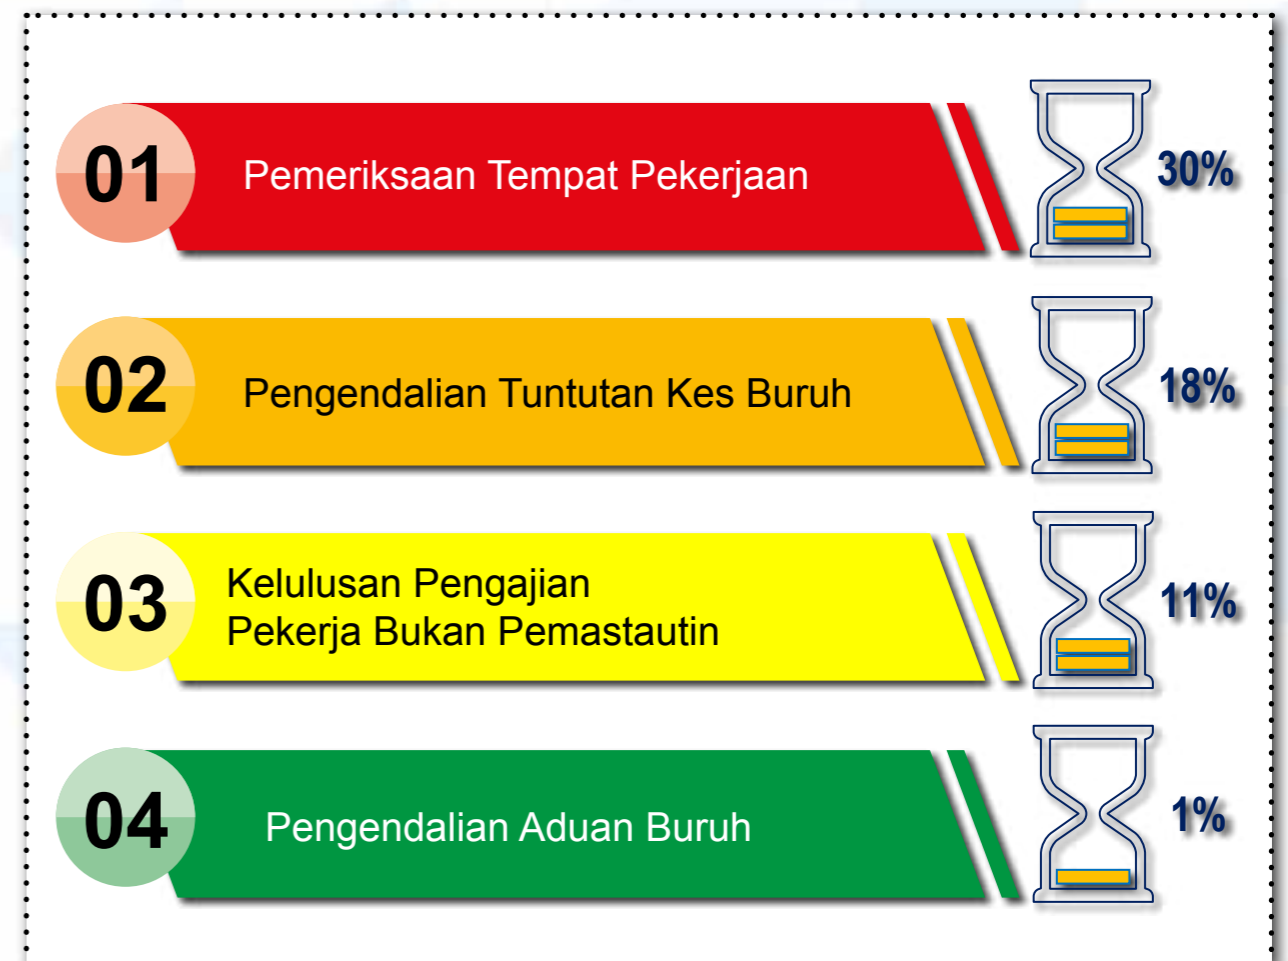 01
Pemeriksaan Tempat Pekerjaan
30%
02
Pengendalian Tuntutan Kes Buruh
18%
03
Kelulusan Pengajian
Pekerja Bukan Pemastautin
11%
04
Pengendalian Aduan Buruh
1%